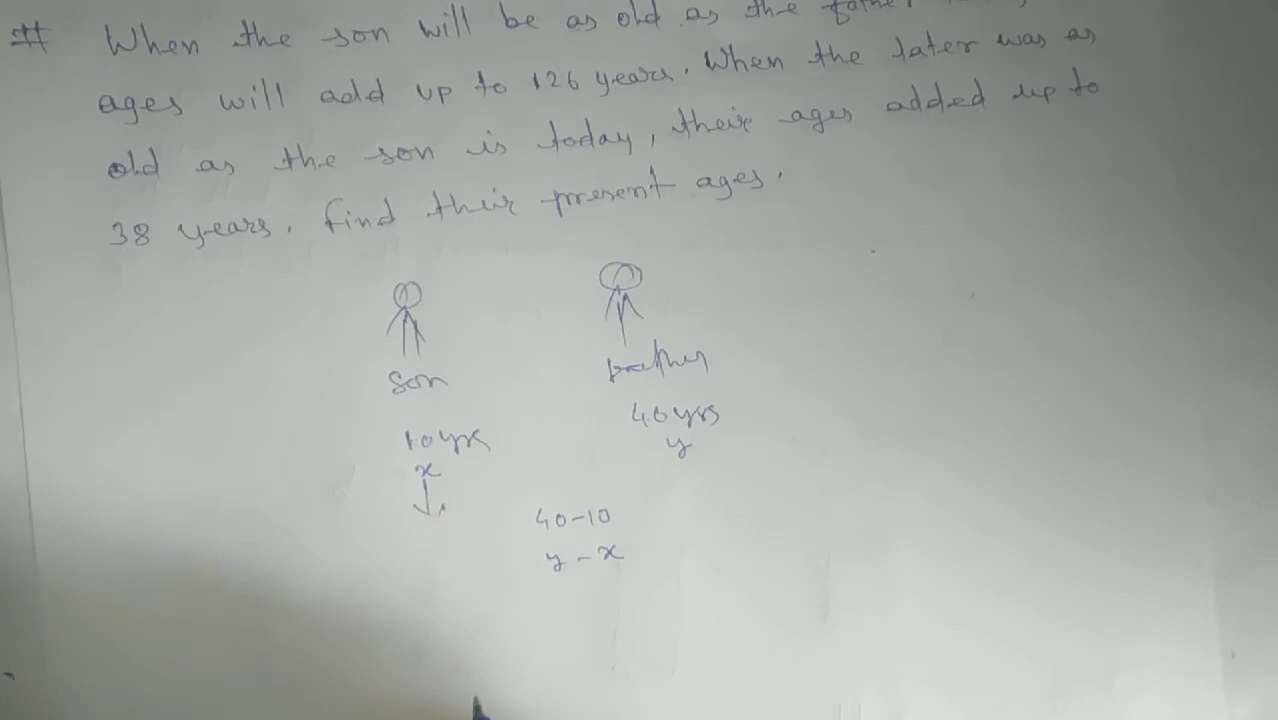 # When the son will be as old as the father
ages will add up to 126 years. When the later was as
old as the son is today, their ages added up to
38 years. find their present ages.
son
10 yrs
x
40 yrs
y
40-10
y-x